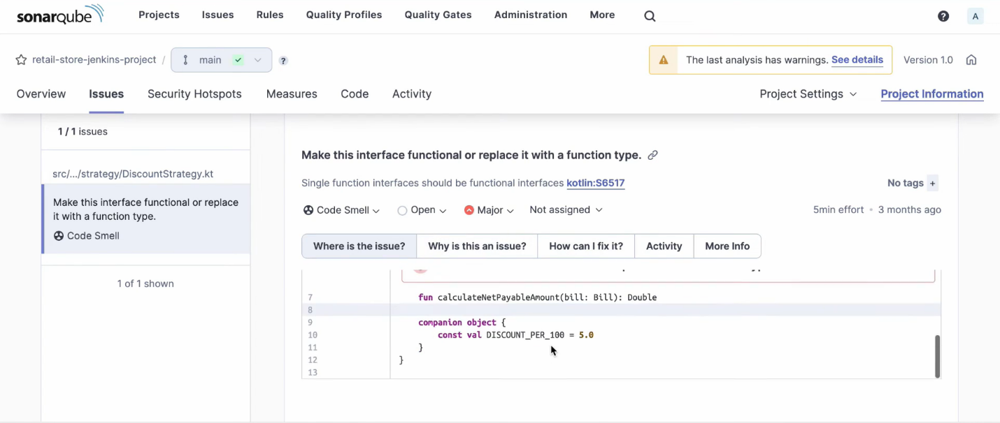 sonarqube Projects Issues Rules Quality Profiles Quality Gates Administration More ? A
retail-store-jenkins-project / main ? The last analysis has warnings. See details Version 1.0
Overview Issues Security Hotspots Measures Code Activity Project Settings Project Information
1 / 1 issues
src/.../strategy/DiscountStrategy.kt
Make this interface functional or replace
it with a function type.
Code Smell
1 of 1 shown
Make this interface functional or replace it with a function type.
Single function interfaces should be functional interfaces kotlin:S6517 No tags +
Code Smell Open Major Not assigned 5min effort • 3 months ago
Where is the issue? Why is this an issue? How can I fix it? Activity More Info
7 fun calculateNetPayableAmount(bill: Bill): Double
8
9 companion object {
10 const val DISCOUNT_PER_100 = 5.0
11 }
12 }
13